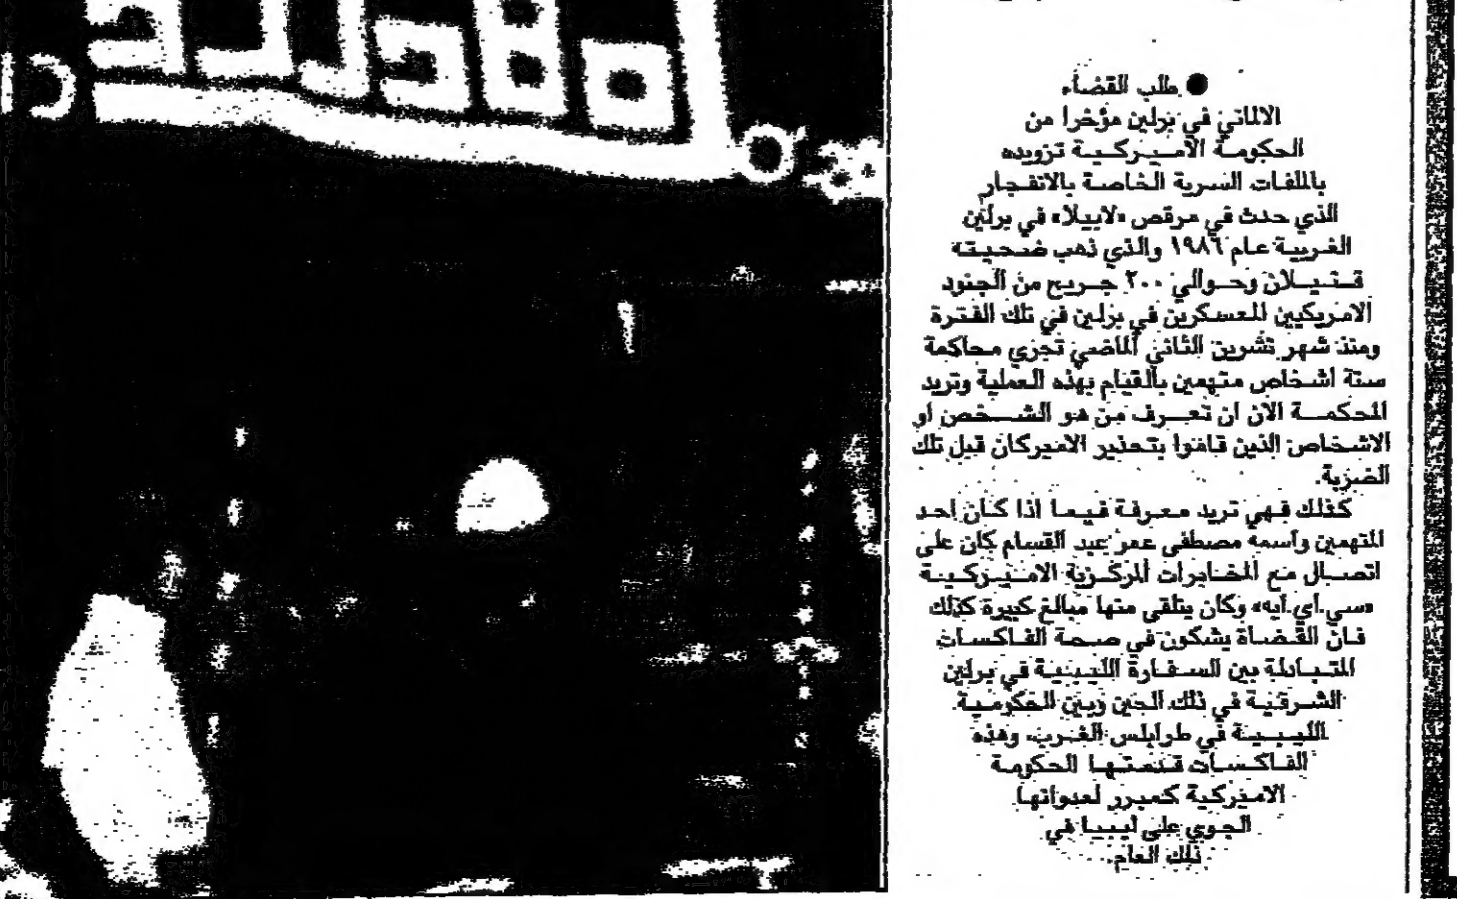 ● طلب القضاء
الالماني في برلين مؤخرا من
الحكومة الاميركية تزويده
بالملفات السرية الخاصة بالانفجار
الذي حدث في مرقص «لابيلا» في برلين
الغربية عام ١٩٨٦ والذي ذهب ضحيته
قتيلان وحوالي ٢٠٠ جريح من الجنود
الامريكيين المعسكرين في برلين في تلك الفترة
ومنذ شهر تشرين الثاني الماضي تجري محاكمة
ستة اشخاص متهمين بالقيام بهذه العملية وتريد
المحكمة الان ان تعرف من هو الشخص او
الاشخاص الذين قاموا بتحذير الاميركان قبل تلك
الضربة.
كذلك فهي تريد معرفة فيما اذا كان احد
المتهمين واسمه مصطفى عمر عبد القسام كان على
اتصال مع المخابرات المركزية الاميركية
«سي.آي.ايه» وكان يتلقى منها مبالغ كبيرة كذلك
فان القضاة يشكون في صحة الفاكسات
المتبادلة بين السفارة الليبية في برلين
الشرقية في ذلك الحين وبين الحكومية
الليبية في طرابلس الغرب، وهذه
الفاكسات قدمتها الحكومة
الاميركية كمبرر لعدوانها
الجوي على ليبيا في
ذلك العام.